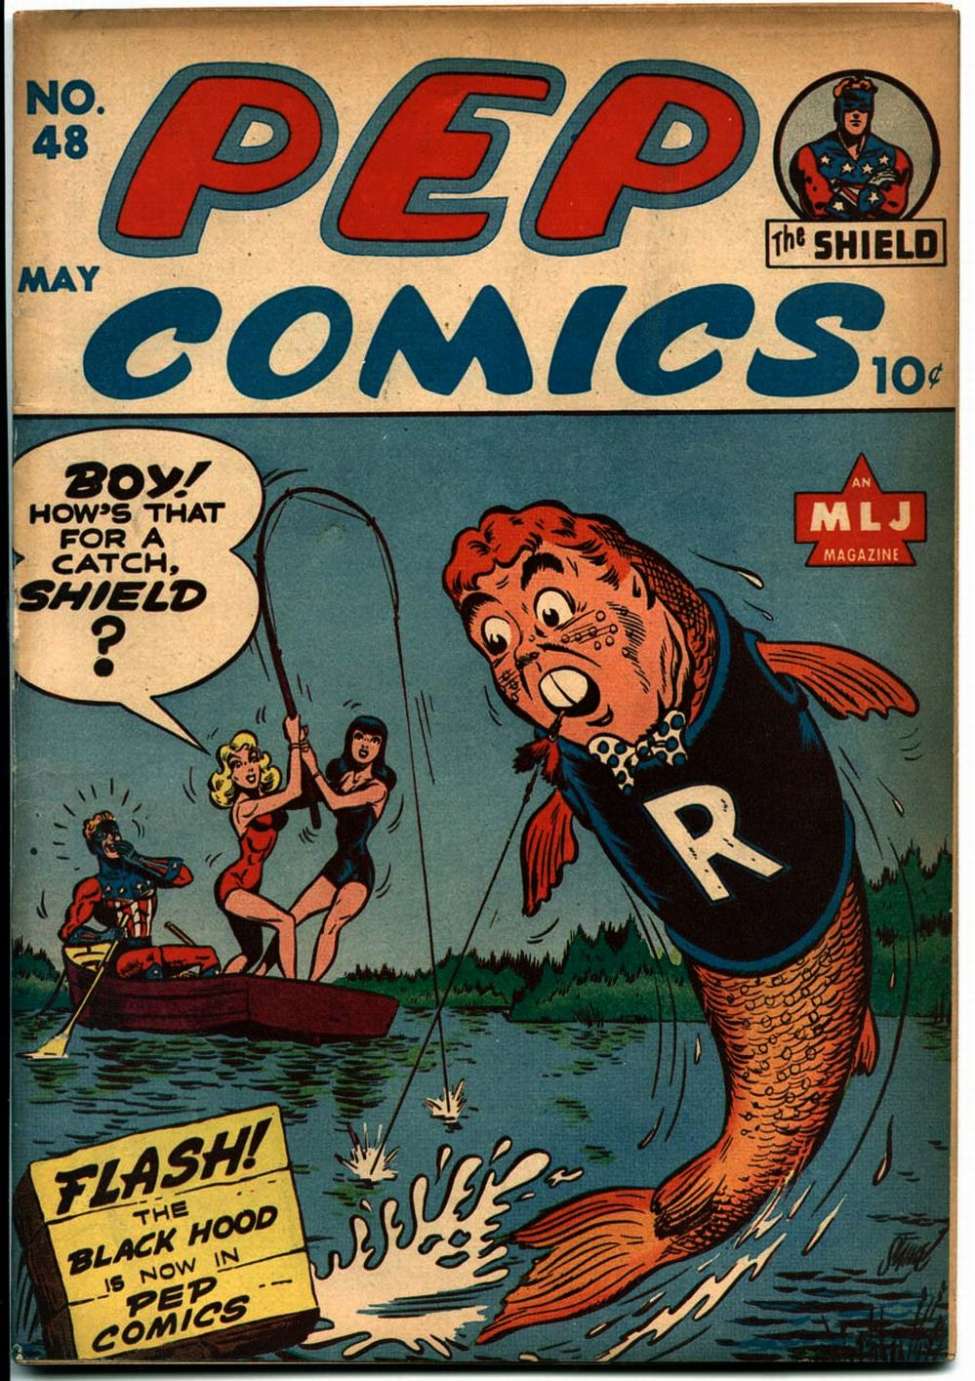 NO.
48
PEP
The SHIELD
MAY
COMICS
10¢
BOY!
HOW'S THAT
FOR A
CATCH,
SHIELD
?
AN
MLJ
MAGAZINE
R
FLASH!
THE
BLACK HOOD
IS NOW IN
PEP
COMICS